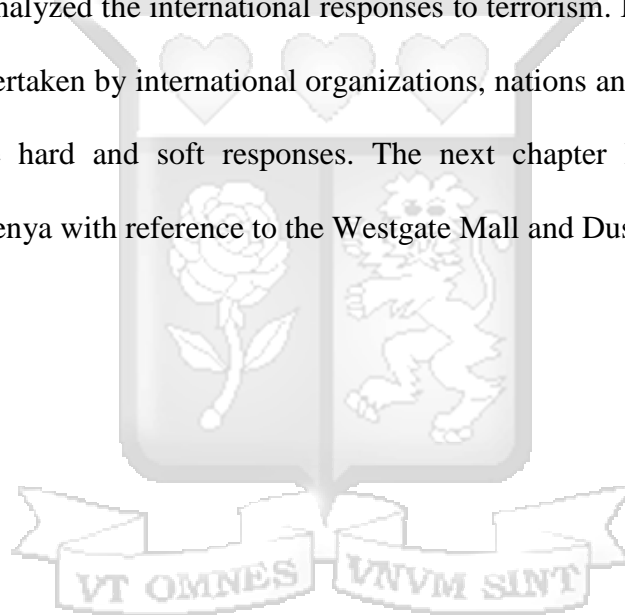 nalyzed the international responses to terrorism.
ertaken by international organizations, nations an
hard and soft responses. The next chapter
enya with reference to the Westgate Mall and Dus
VT OMNES VNVM SINT